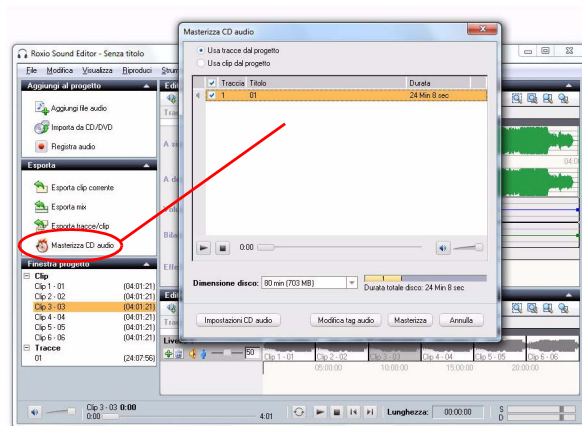 Masterizza CD audio
Usa tracce dal progetto
Usa clip dal progetto
Traccia Titolo Durata
1 01 24 Min 8 sec
0:00
Dimensione disco: 80 min (703 MB)
1
Durata totale disco: 24 Min 8 sec
Impostazioni CD audio Modifica tag audio Masterizza Annulla
Roxio Sound Editor - Senza titolo
File Modifica Visualizza Riproduci
Aggiungi al progetto
Aggiungi file audio
Importa da CD/DVD
Registra audio
Esporta
Esporta clip corrente
Esporta mix
Esporta tracce/clip
Masterizza CD audio
Finestra progetto
Clip
Clip 1 - 01 (04:01:21)
Clip 2 - 02 (04:01:21)
Clip 3 - 03 (04:01:21)
Clip 4 - 04 (04:01:21)
Clip 5 - 05 (04:01:21)
Clip 6 - 06 (04:01:21)
Tracce
01 (24:07:56)
50
Clip 1 - 01 Clip 2 - 02 Clip 3 - 03 Clip 4 - 04 Clip 5 - 05 Clip 6 - 06
05:00:00 10:00:00 15:00:00 20:00:00
Clip 3 - 03 0:00
0:00 4:01
Lunghezza: 00:00:00
S
D